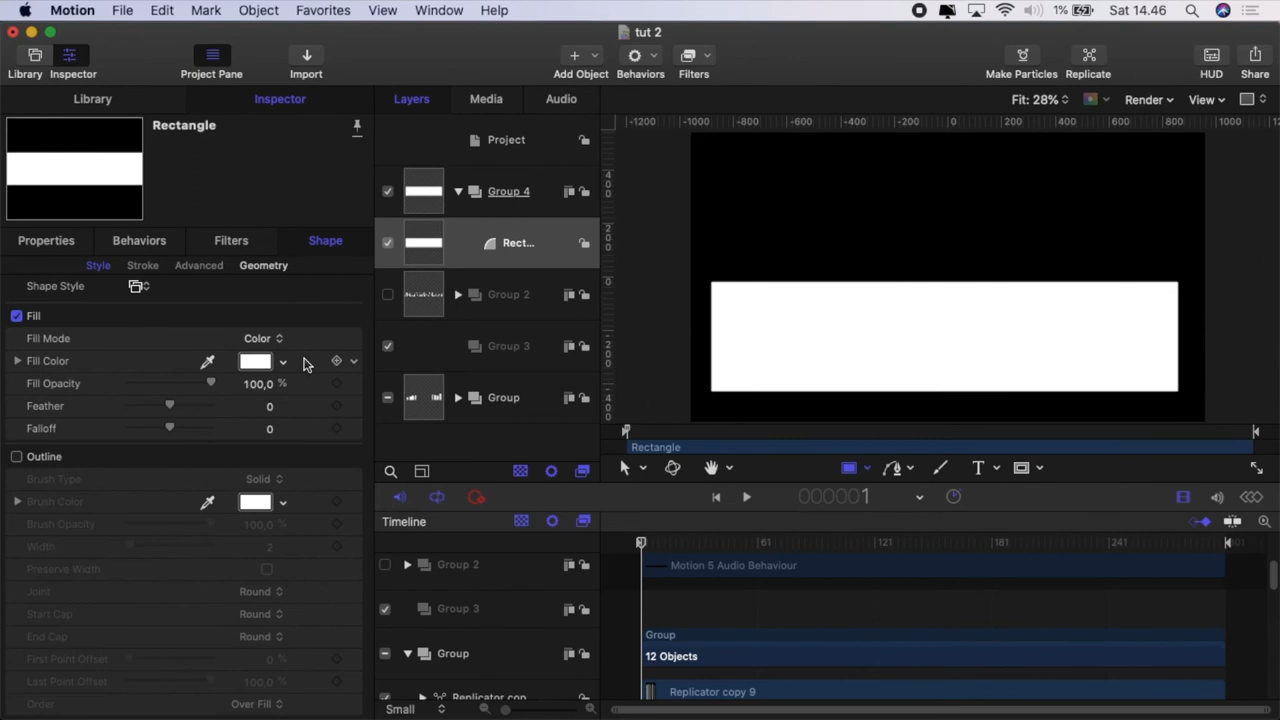 Motion File Edit Mark Object Favorites View Window Help 1% Sat 14.46
tut 2
Library Inspector Project Pane Import Add Object Behaviors Filters Make Particles Replicate HUD Share
Library Inspector Layers Media Audio Fit: 28% Render View
Rectangle
-1200 -1000 -800 -600 -400 -200 0 200 400 600 800 1000 12
Project
Group 4
Properties Behaviors Filters Shape
Rect...
Style Stroke Advanced Geometry
Shape Style
Group 2
Fill
Fill Mode Color
Group 3
Fill Color
Fill Opacity 100,0 %
Group
Feather 0
Falloff 0
Rectangle
Outline
Brush Type Solid
Brush Color
000001
Brush Opacity 100,0 %
Timeline
Width 2
61 121 181 241 301
Preserve Width
Group 2 Motion 5 Audio Behaviour
Joint Round
Group 3
Start Cap Round
End Cap Round
Group
Group
12 Objects
First Point Offset 0 %
Last Point Offset 100,0 %
Replicator cop
Replicator copy 9
Order Over Fill
Small